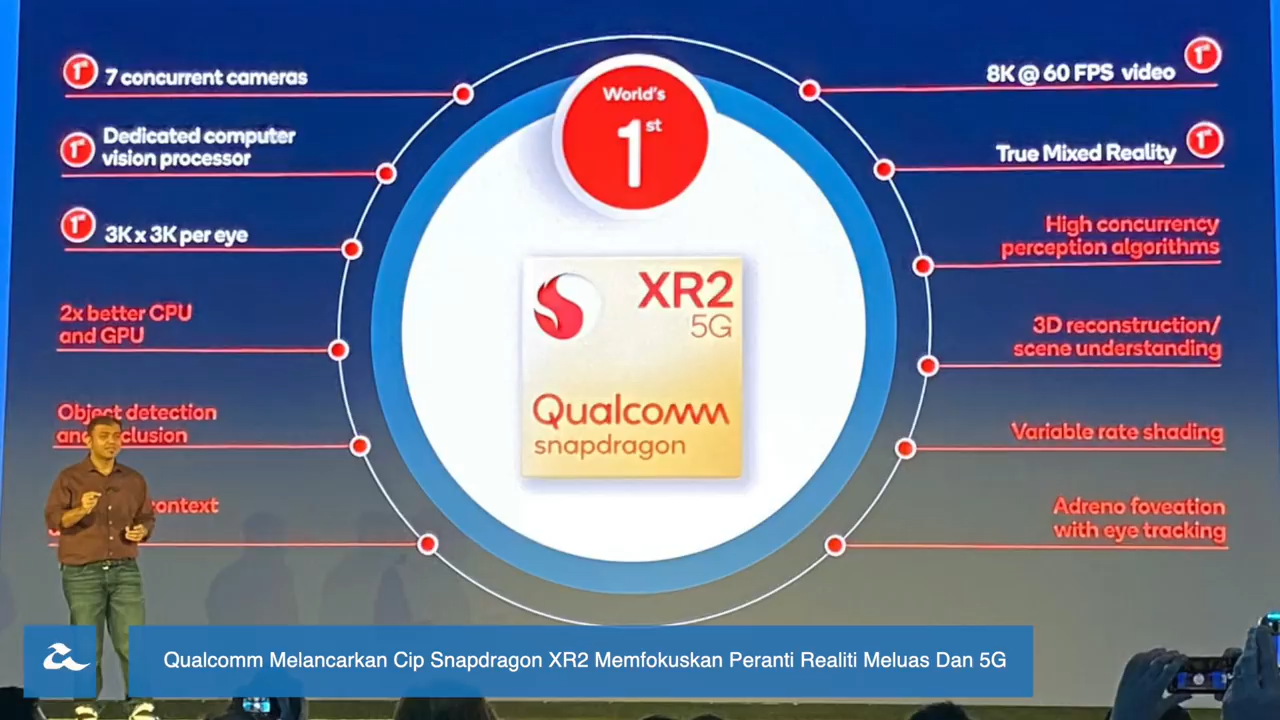 7 concurrent cameras
Dedicated computer
vision processor
3K x 3K per eye
2x better CPU
and GPU
Object detection
and
context
World's
1st
XR2
5G
Qualcomm
snapdragon
8K @ 60 FPS video
True Mixed Reality
High concurrency
perception algorithms
3D reconstruction/
scene understanding
Variable rate shading
Adreno foveation
with eye tracking
Qualcomm Melancarkan Cip Snapdragon XR2 Memfokuskan Peranti Realiti Meluas Dan 5G